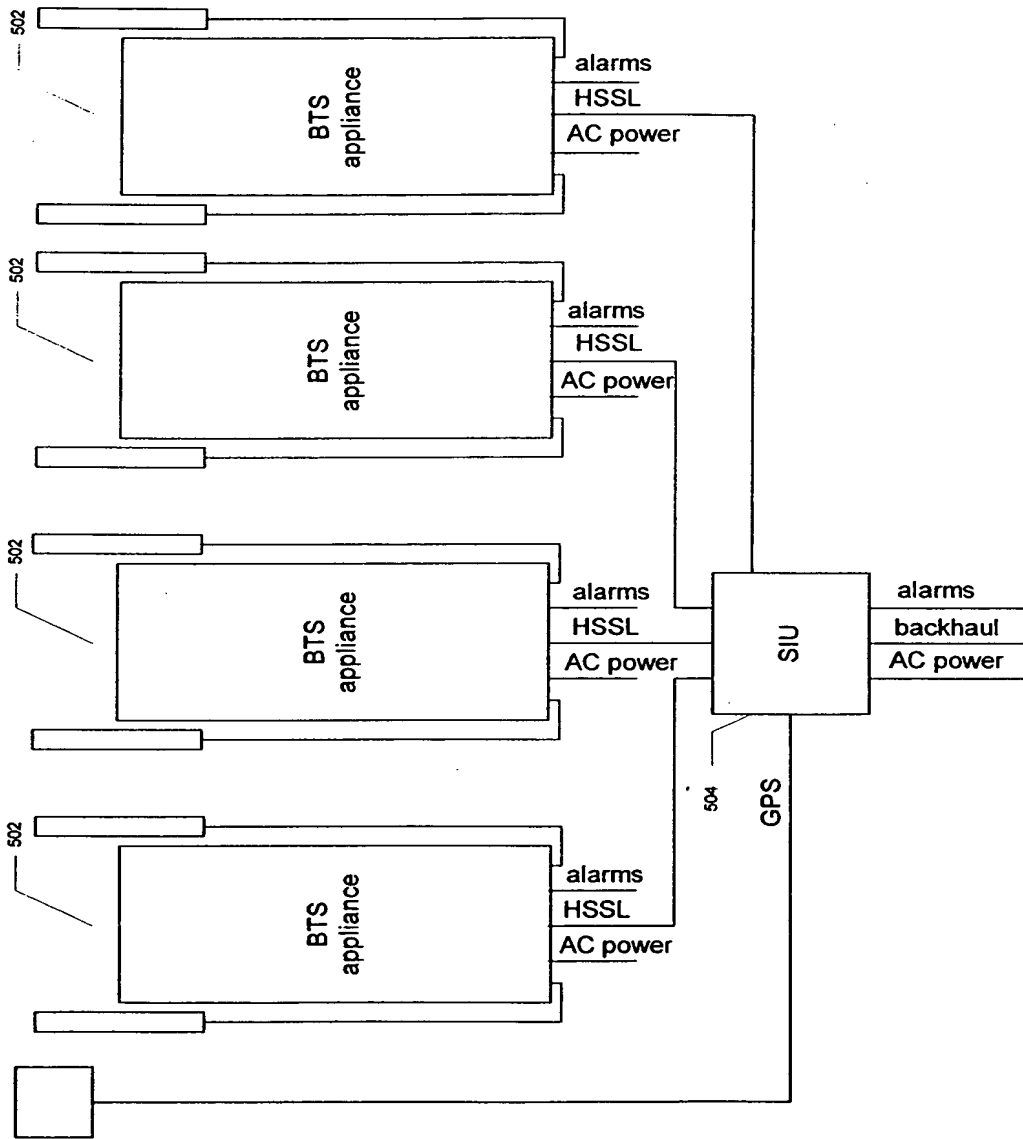 502
BTS
appliance
alarms
HSSL
AC power
502
BTS
appliance
alarms
HSSL
AC power
502
BTS
appliance
alarms
HSSL
AC power
502
BTS
appliance
alarms
HSSL
AC power
504
GPS
SIU
alarms
backhaul
AC power